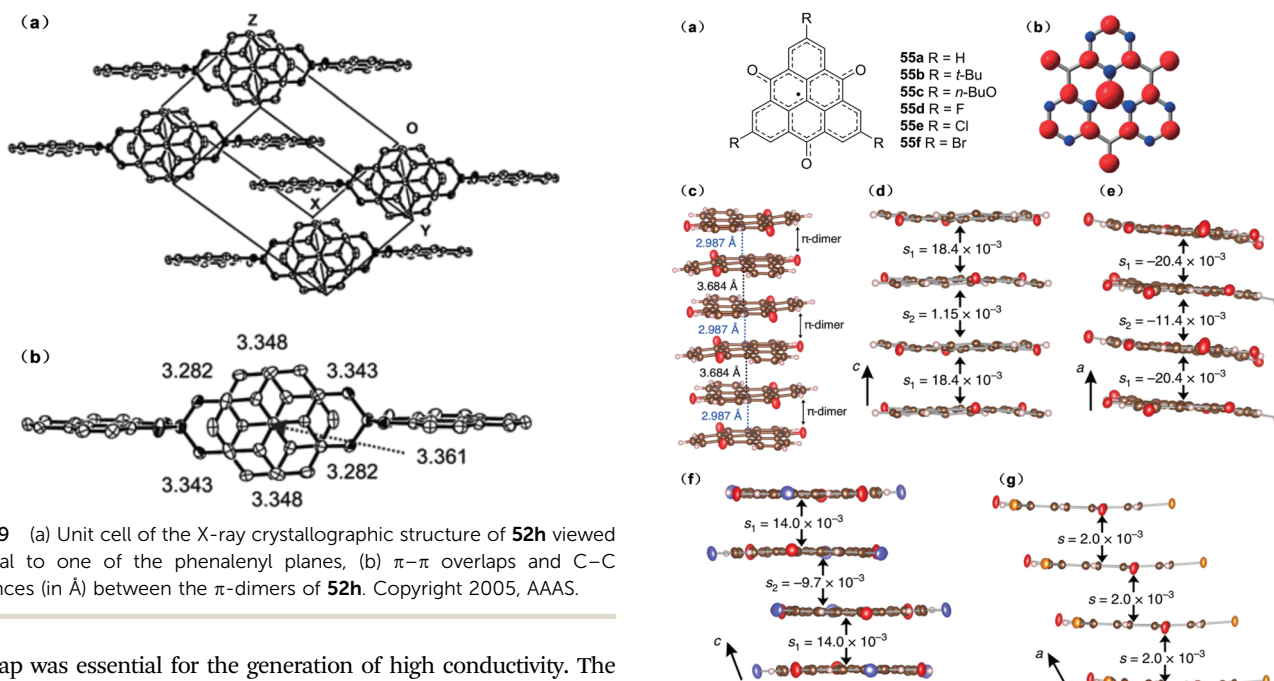 (a)
Z
O
X
Y
(b)
3.348
3.282
3.343
3.361
3.343
3.282
3.348
9 (a) Unit cell of the X-ray crystallographic structure of 52h viewed
al to one of the phenalenyl planes, (b) π–π overlaps and C–C
nces (in Å) between the π-dimers of 52h. Copyright 2005, AAAS.
ap was essential for the generation of high conductivity. The
(a)
R
O
O
R
R
O
55a R = H
55b R = t-Bu
55c R = n-BuO
55d R = F
55e R = Cl
55f R = Br
(b)
(c)
2.987 Å
π-dimer
3.684 Å
2.987 Å
π-dimer
3.684 Å
2.987 Å
π-dimer
(d)
s₁ = 18.4 × 10⁻³
s₂ = 1.15 × 10⁻³
c
s₁ = 18.4 × 10⁻³
(e)
s₁ = −20.4 × 10⁻³
s₂ = −11.4 × 10⁻³
a
s₁ = −20.4 × 10⁻³
(f)
s₁ = 14.0 × 10⁻³
s₂ = −9.7 × 10⁻³
c
s₁ = 14.0 × 10⁻³
(g)
s = 2.0 × 10⁻³
s = 2.0 × 10⁻³
a
s = 2.0 × 10⁻³